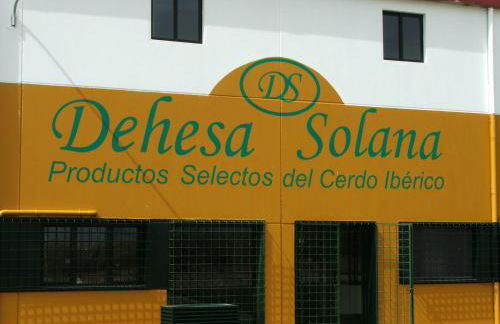 DS
Dehesa Solana
Productos Selectos del Cerdo Ibérico